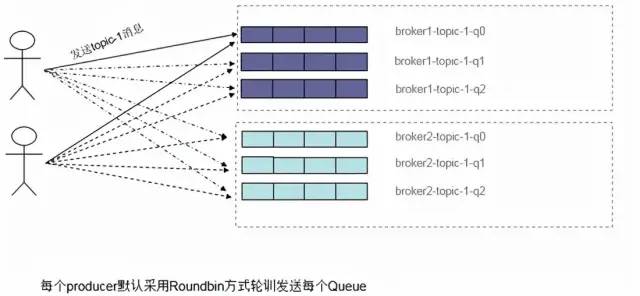 发送topic-1消息
broker1-topic-1-q0
broker1-topic-1-q1
broker1-topic-1-q2
broker2-topic-1-q0
broker2-topic-1-q1
broker2-topic-1-q2
每个producer默认采用Roundbin方式轮训发送每个Queue